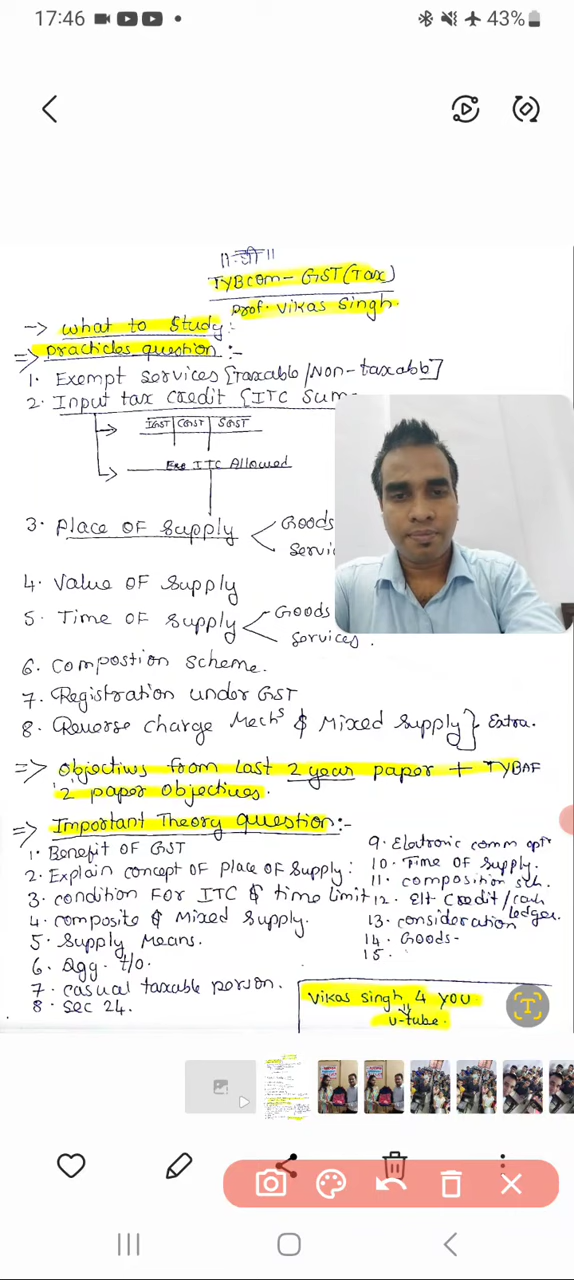 17:46
43%
॥ श्री ॥
TYBcom - GST (Tax)
Prof. Vikas Singh.
-> What to Study:-
=> practicles question :-
1. Exempt services [Taxable / Non-taxable]
2. Input tax credit [ITC Sum
IGST CGST SGST
ITC Allowed
3. Place OF Supply < Goods
servic
4. Value OF Supply
5. Time OF Supply < Goods
services.
6. Compostion scheme.
7. Registration under GST
8. Reverse charge Mechs & Mixed Supply} Extra.
=> Objectivs from last 2 year paper + TYBAF
'2' paper objectives.
=> Important Theory question :-
1. Benefit OF GST
2. Explain concept OF Place OF Supply:
3. condition FOR ITC & time limit
4. composite & Mixed Supply.
5. Supply Means.
6. Agg. t/o.
7. casual taxable person.
8. sec 24.
9. Elatronic comm optr
10. Time OF Supply.
11. composition sch.
12. Elt credit / cash ledger.
13. consideration
14. Goods-
15.
Vikas Singh 4 YOU
U-tube.
T